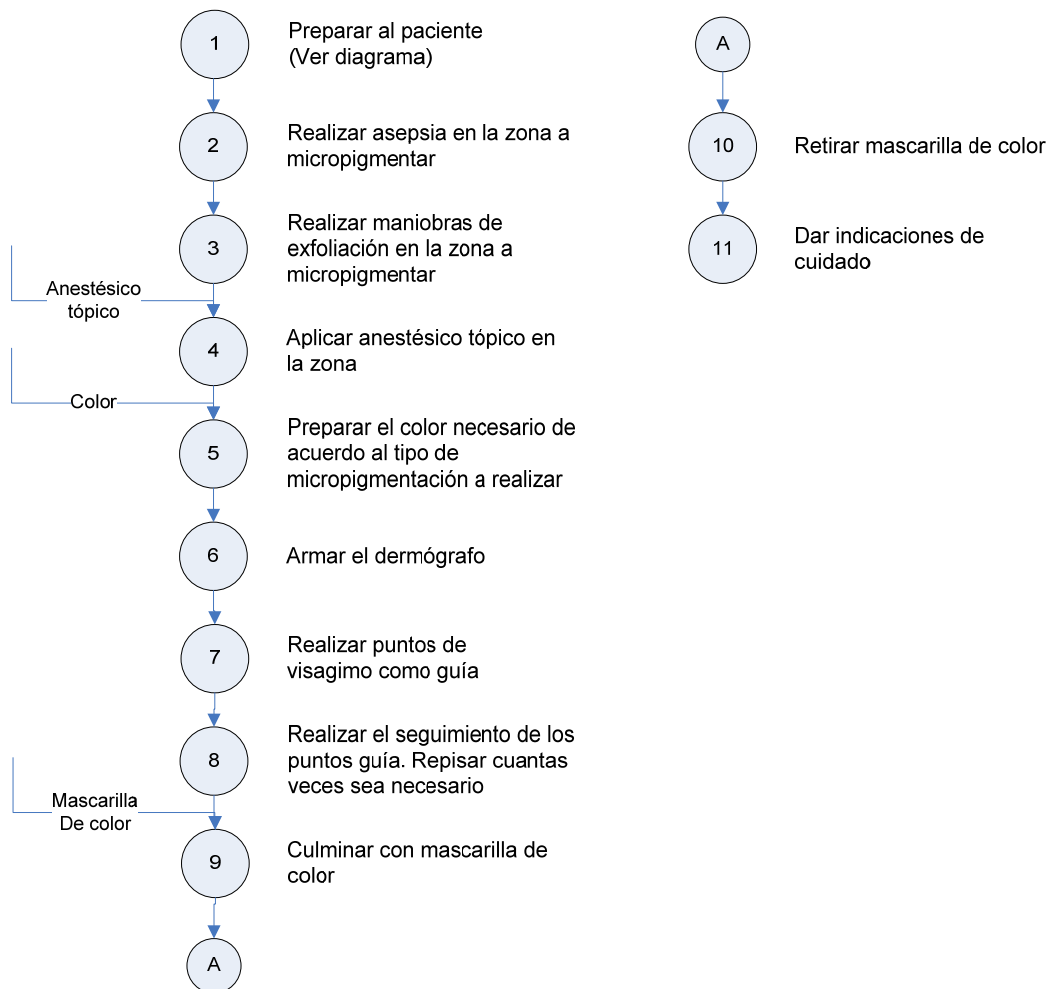 1
Preparar al paciente
(Ver diagrama)
2
Realizar asepsia en la zona a
micropigmentar
3
Realizar maniobras de
exfoliación en la zona a
micropigmentar
Anestésico
tópico
4
Aplicar anestésico tópico en
la zona
Color
5
Preparar el color necesario de
acuerdo al tipo de
micropigmentación a realizar
6
Armar el dermógrafo
7
Realizar puntos de
visagimo como guía
8
Realizar el seguimiento de los
puntos guía. Repisar cuantas
veces sea necesario
Mascarilla
De color
9
Culminar con mascarilla de
color
A
A
10
Retirar mascarilla de color
11
Dar indicaciones de
cuidado